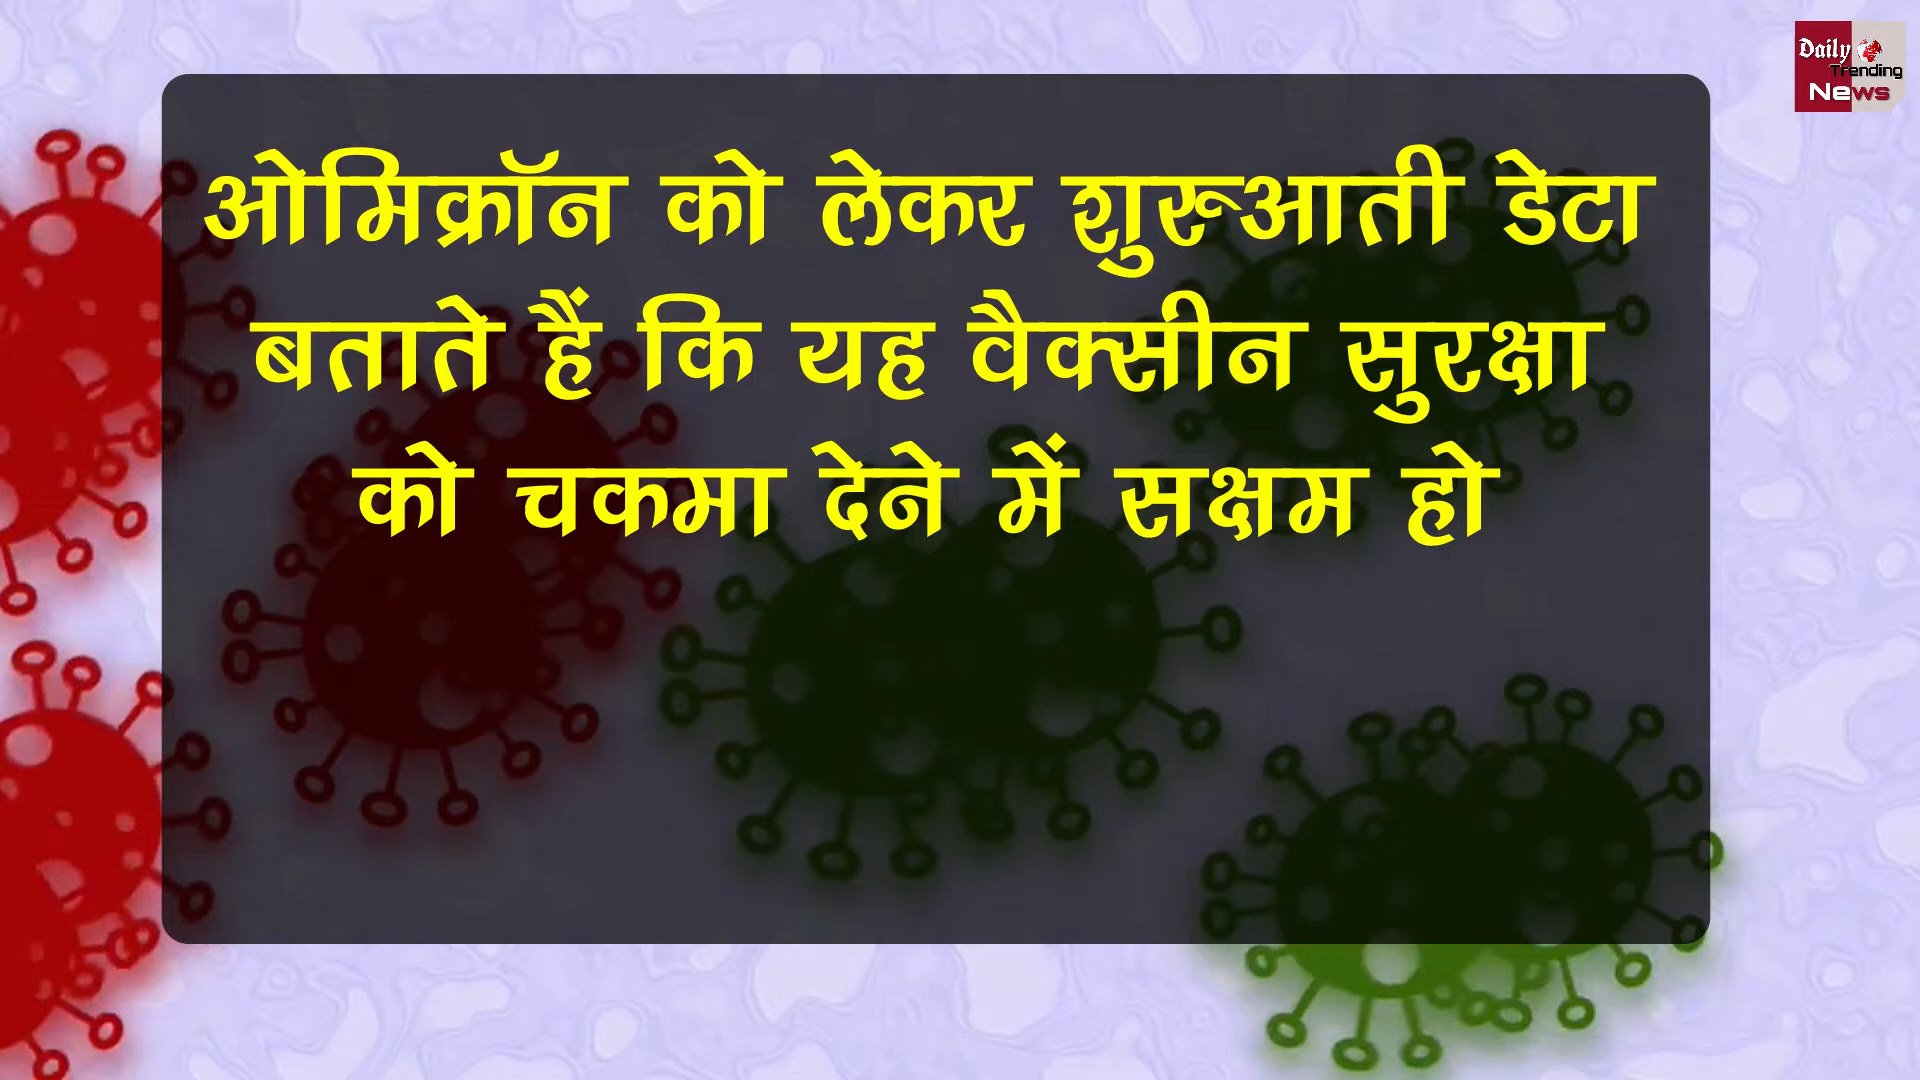 Daily
Trending
News
ओमिक्रॉन को लेकर शुरूआती डेटा
बताते हैं कि यह वैक्सीन सुरक्षा
को चकमा देने में सक्षम हो